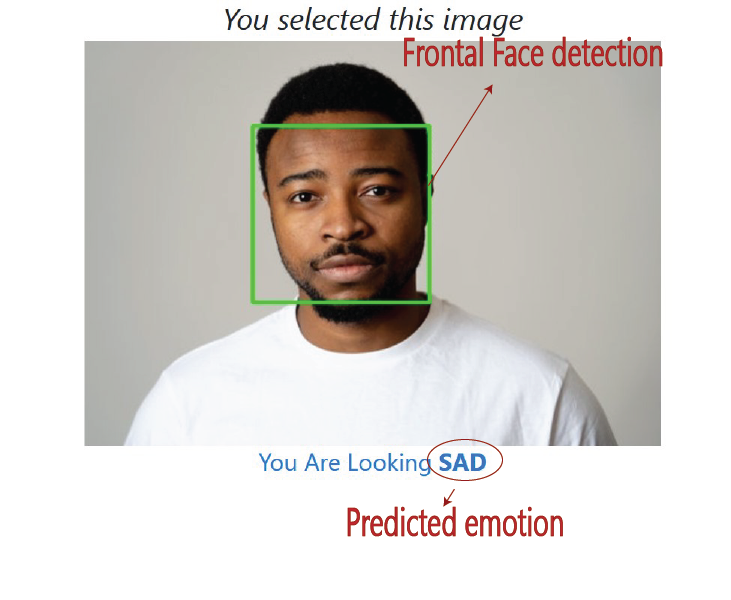 You selected this image
Frontal Face detection
You Are Looking SAD
Predicted emotion